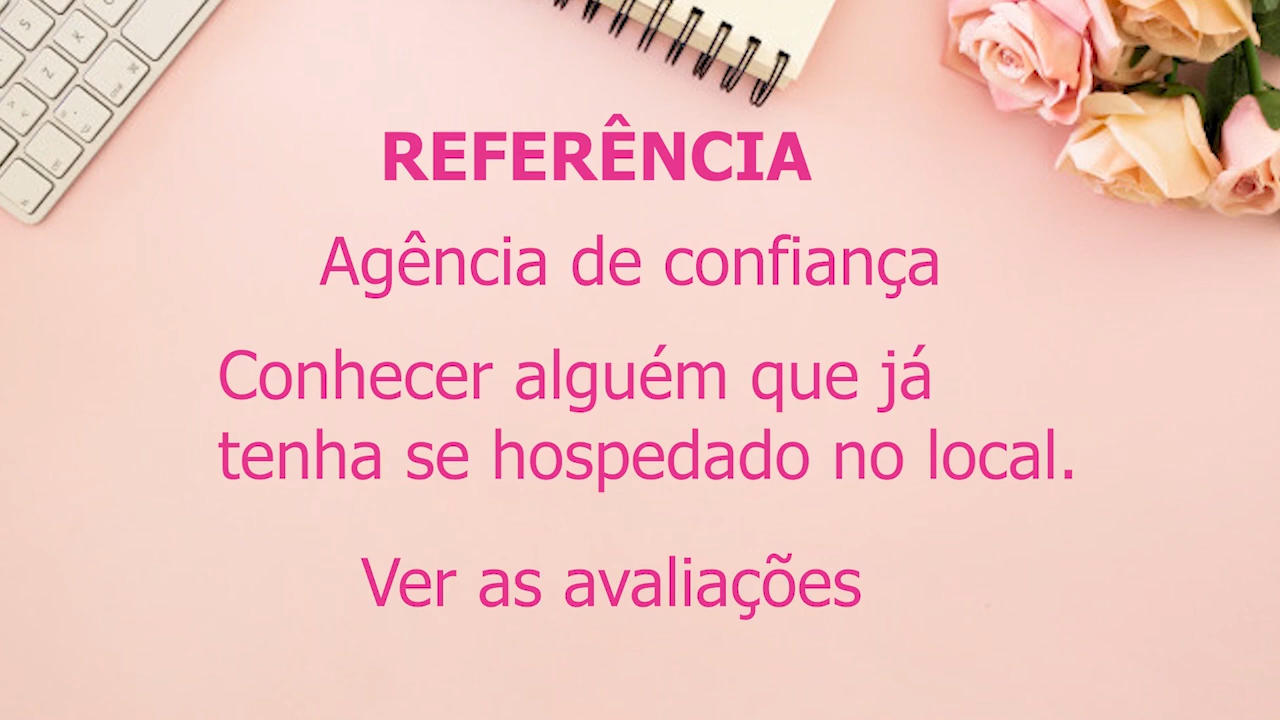 REFERÊNCIA
Agência de confiança
Conhecer alguém que já
tenha se hospedado no local.
Ver as avaliações